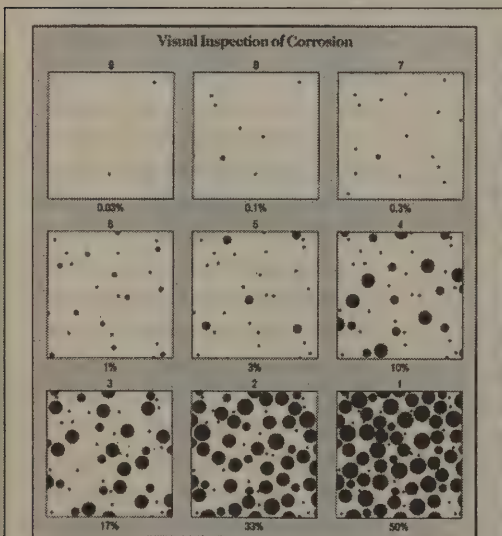 Visual Inspection of Corrosion
9 8 7
0.03% 0.1% 0.3%
6 5 4
1% 3% 10%
3 2 1
17% 33% 50%